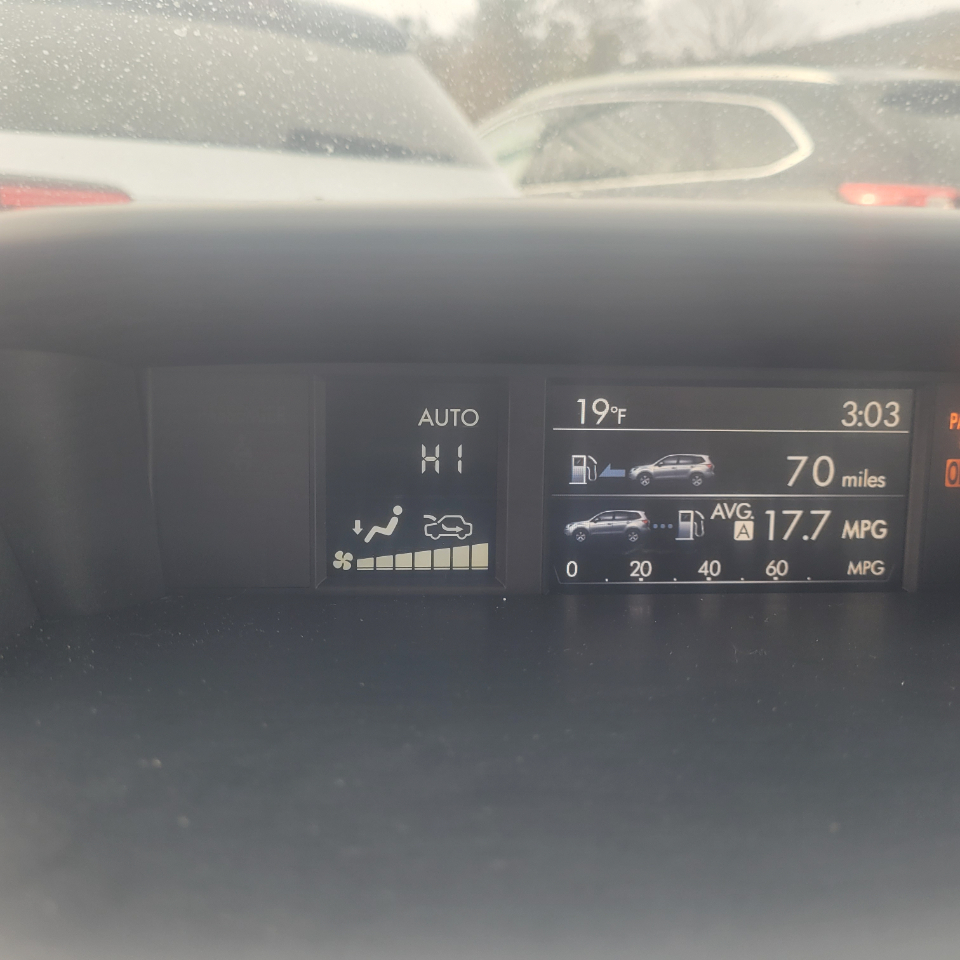 AUTO
HI
19°F 3:03
70 miles
AVG.
A 17.7 MPG
0 20 40 60 MPG